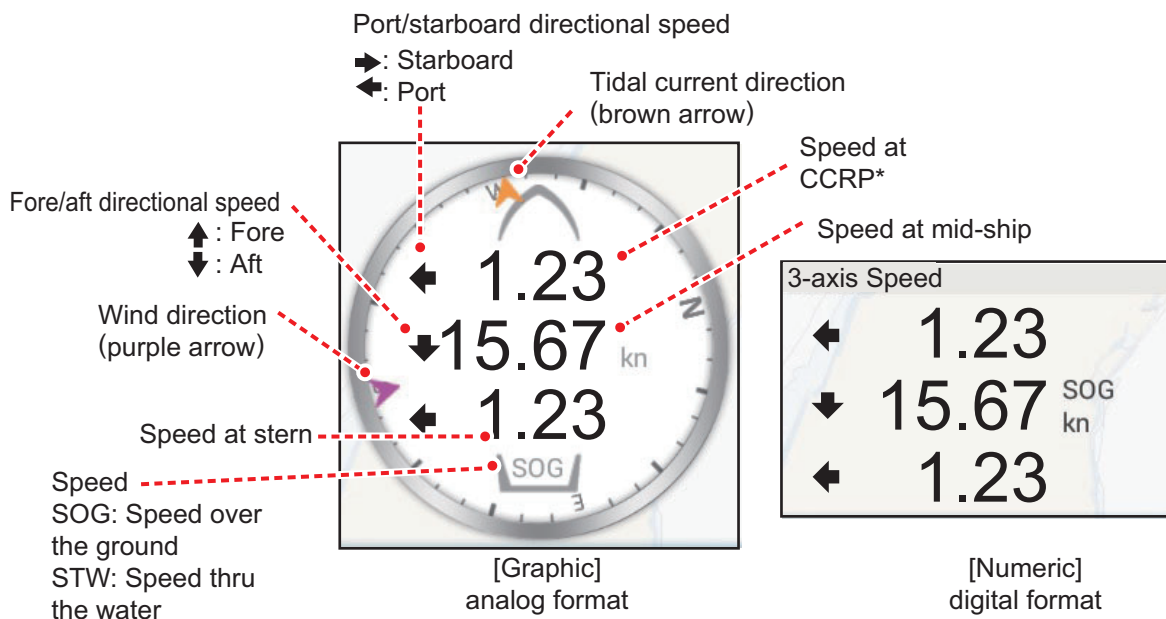 Port/starboard directional speed
➡: Starboard
⬅: Port
Tidal current direction
(brown arrow)
Speed at
CCRP*
Fore/aft directional speed
⬆: Fore
⬇: Aft
Speed at mid-ship
Wind direction
(purple arrow)
Speed at stern
Speed
SOG: Speed over
the ground
STW: Speed thru
the water
W
N
E
1.23
15.67 kn
1.23
SOG
[Graphic]
analog format
3-axis Speed
1.23
15.67 SOG
kn
1.23
[Numeric]
digital format